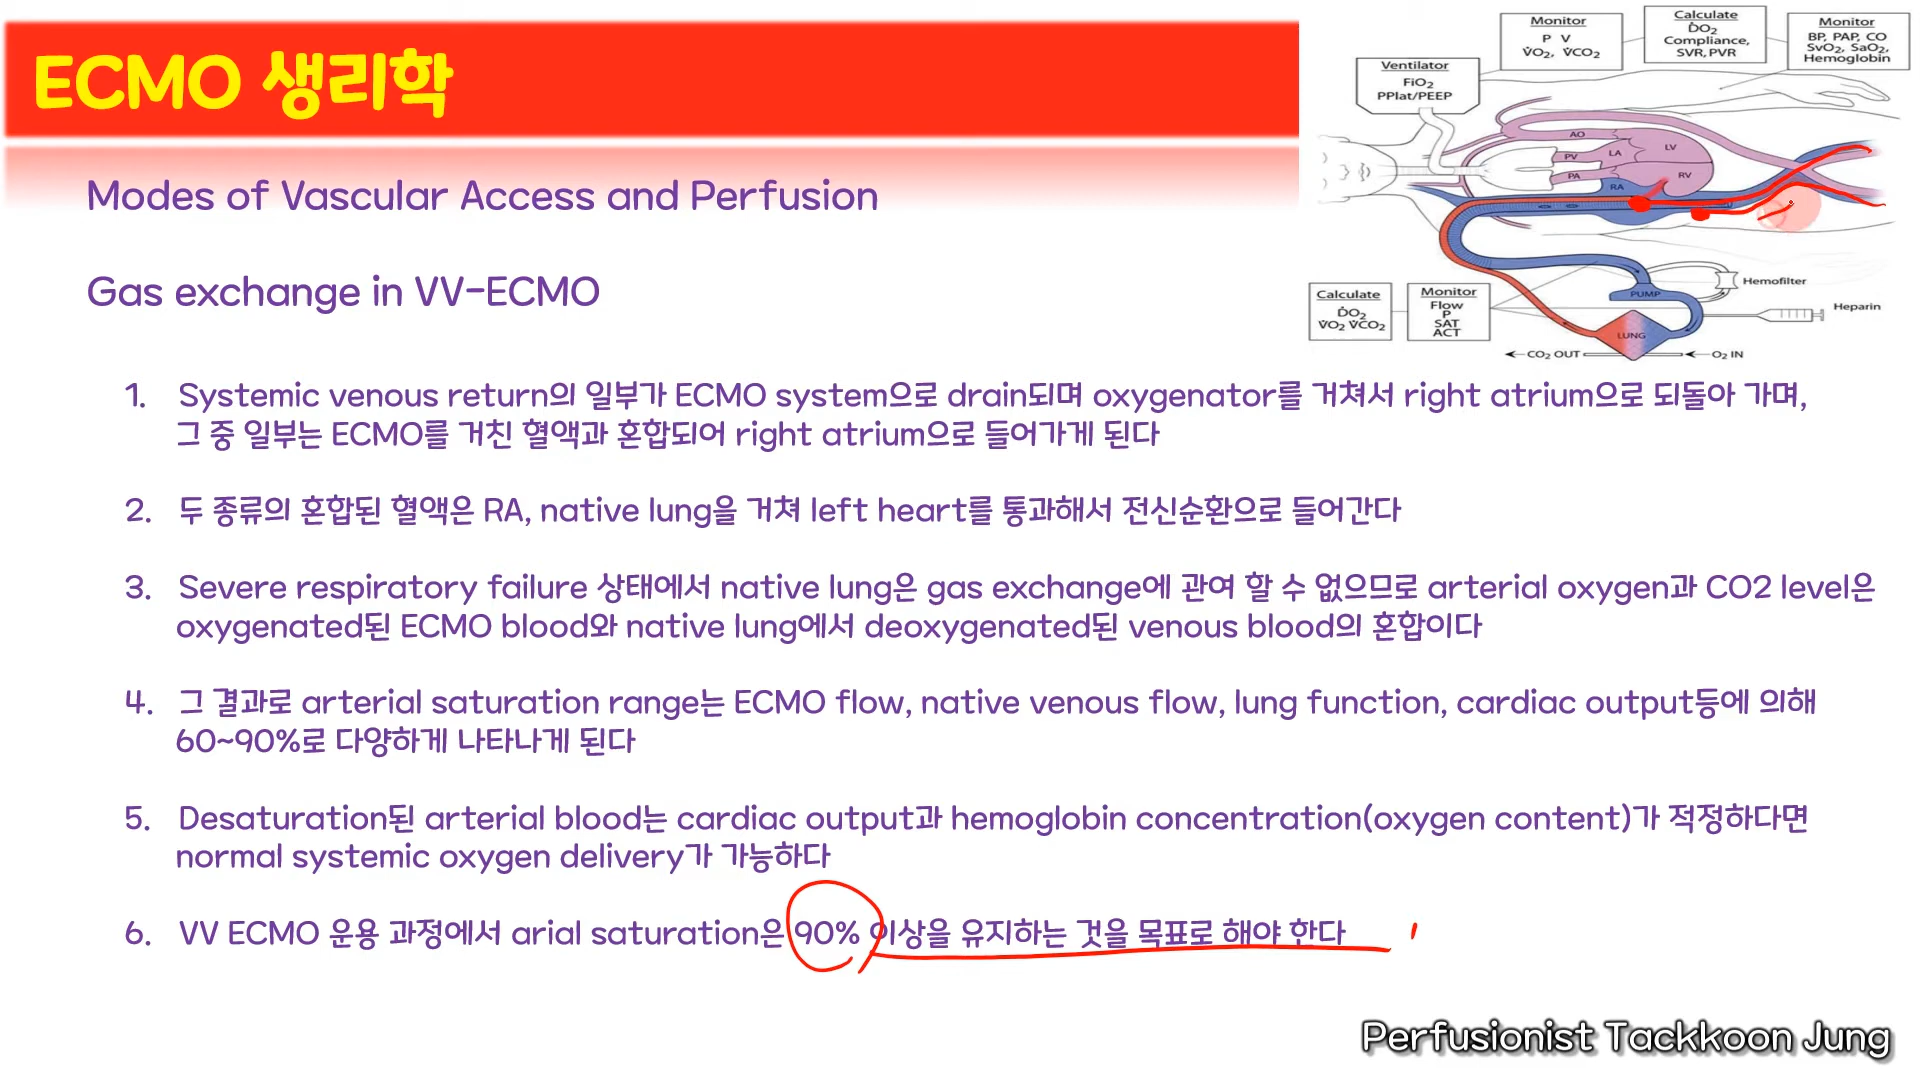 ECMO 생리학
Modes of Vascular Access and Perfusion
Gas exchange in VV-ECMO
Monitor
P V
V̇O2, V̇CO2
Calculate
ḊO2
Compliance,
SVR, PVR
Monitor
BP, PAP, CO
SvO2, SaO2,
Hemoglobin
Ventilator
FiO2
PPlat/PEEP
AO
PV
LA
LV
PA
RA
RV
Calculate
ḊO2
V̇O2 V̇CO2
Monitor
Flow
P
SAT
ACT
PUMP
Hemofilter
Heparin
LUNG
CO2 OUT
O2 IN
1. Systemic venous return의 일부가 ECMO system으로 drain되며 oxygenator를 거쳐서 right atrium으로 되돌아 가며,
그 중 일부는 ECMO를 거친 혈액과 혼합되어 right atrium으로 들어가게 된다
2. 두 종류의 혼합된 혈액은 RA, native lung을 거쳐 left heart를 통과해서 전신순환으로 들어간다
3. Severe respiratory failure 상태에서 native lung은 gas exchange에 관여 할 수 없으므로 arterial oxygen과 CO2 level은
oxygenated된 ECMO blood와 native lung에서 deoxygenated된 venous blood의 혼합이다
4. 그 결과로 arterial saturation range는 ECMO flow, native venous flow, lung function, cardiac output등에 의해
60~90%로 다양하게 나타나게 된다
5. Desaturation된 arterial blood는 cardiac output과 hemoglobin concentration(oxygen content)가 적정하다면
normal systemic oxygen delivery가 가능하다
6. VV ECMO 운용 과정에서 arial saturation은 90% 이상을 유지하는 것을 목표로 해야 한다
Perfusionist Tackkoon Jung